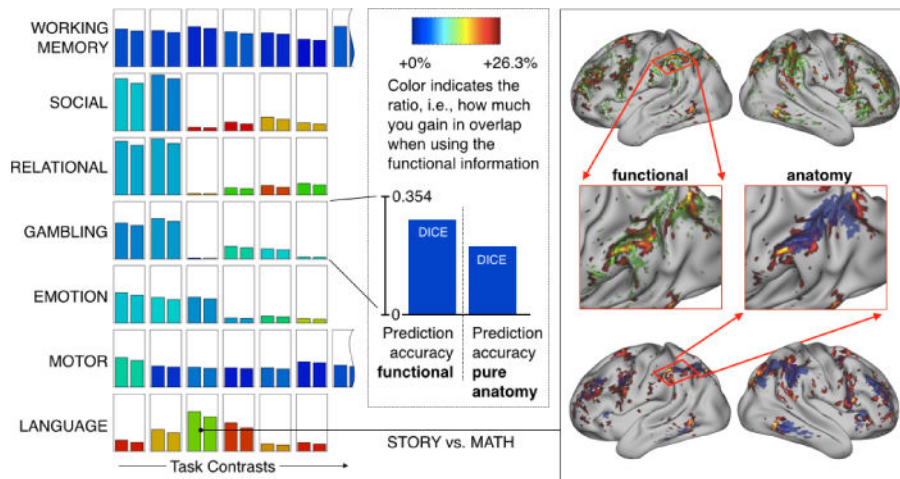 WORKING
MEMORY
SOCIAL
RELATIONAL
GAMBLING
EMOTION
MOTOR
LANGUAGE
Task Contrasts
+0%
+26.3%
Color indicates the
ratio, i.e., how much
you gain in overlap
when using the
functional information
0.354
DICE
DICE
0
Prediction
accuracy
functional
Prediction
accuracy
pure
anatomy
STORY vs. MATH
functional
anatomy